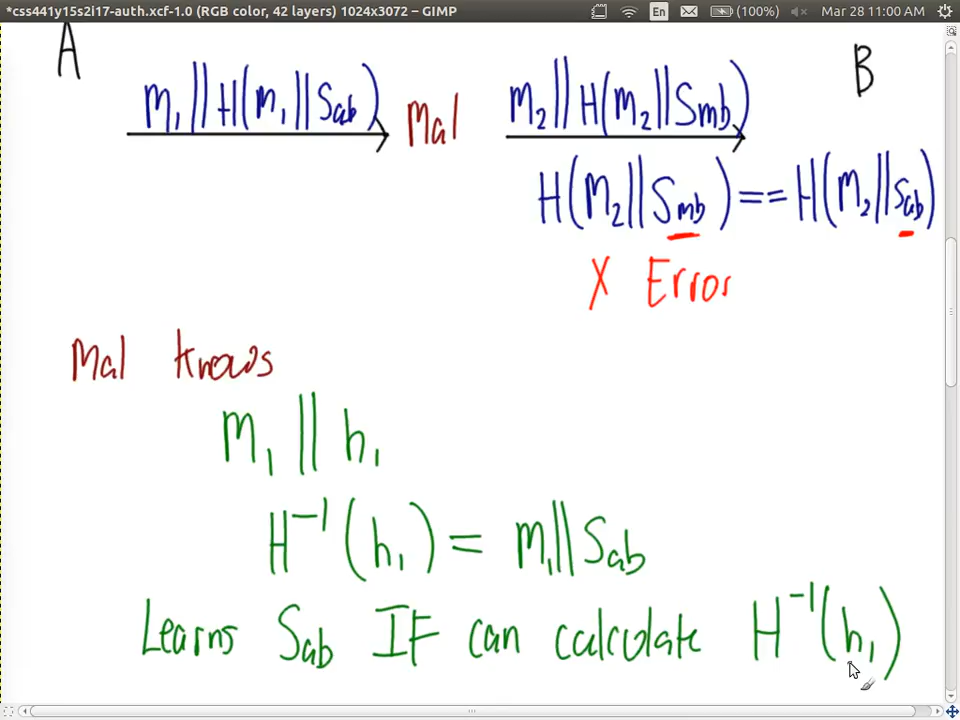 *css441y15s2i17-auth.xcf-1.0 (RGB color, 42 layers) 1024x3072 – GIMP
En
(100%)
Mar 28 11:00 AM
A
B
m₁||H(m₁||Sab)
Mal
m₂||H(m₂||Smb)
H(m₂||Smb)==H(m₂||Sab)
X Error
Mal knows
m₁||h₁
H⁻¹(h₁)= m₁||Sab
Learns Sab IF can calculate H⁻¹(h₁)